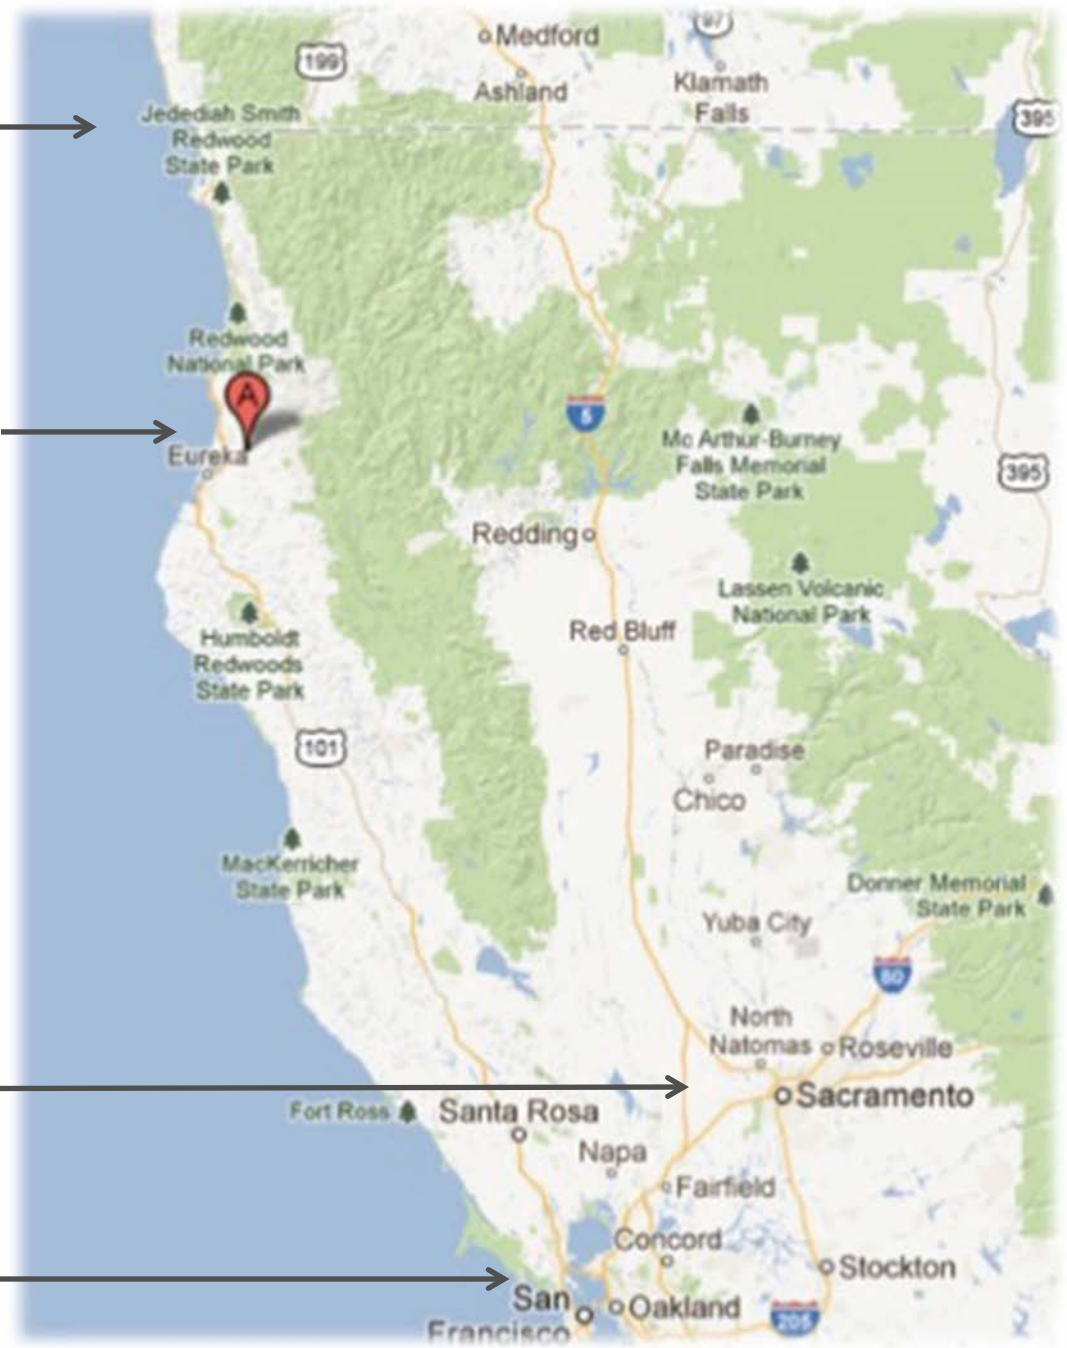 Medford
97
199
Ashland
Klamath
Falls
Jedediah Smith
Redwood
State Park
395
Redwood
National Park
A
5
Mc Arthur-Burney
Falls Memorial
State Park
Eureka
395
Redding
Lassen Volcanic
National Park
Red Bluff
Humboldt
Redwoods
State Park
101
Paradise
Chico
MacKerricher
State Park
Donner Memorial
State Park
Yuba City
80
North
Natomas
Roseville
Sacramento
Fort Ross
Santa Rosa
Napa
Fairfield
Concord
Stockton
San
Francisco
Oakland
205